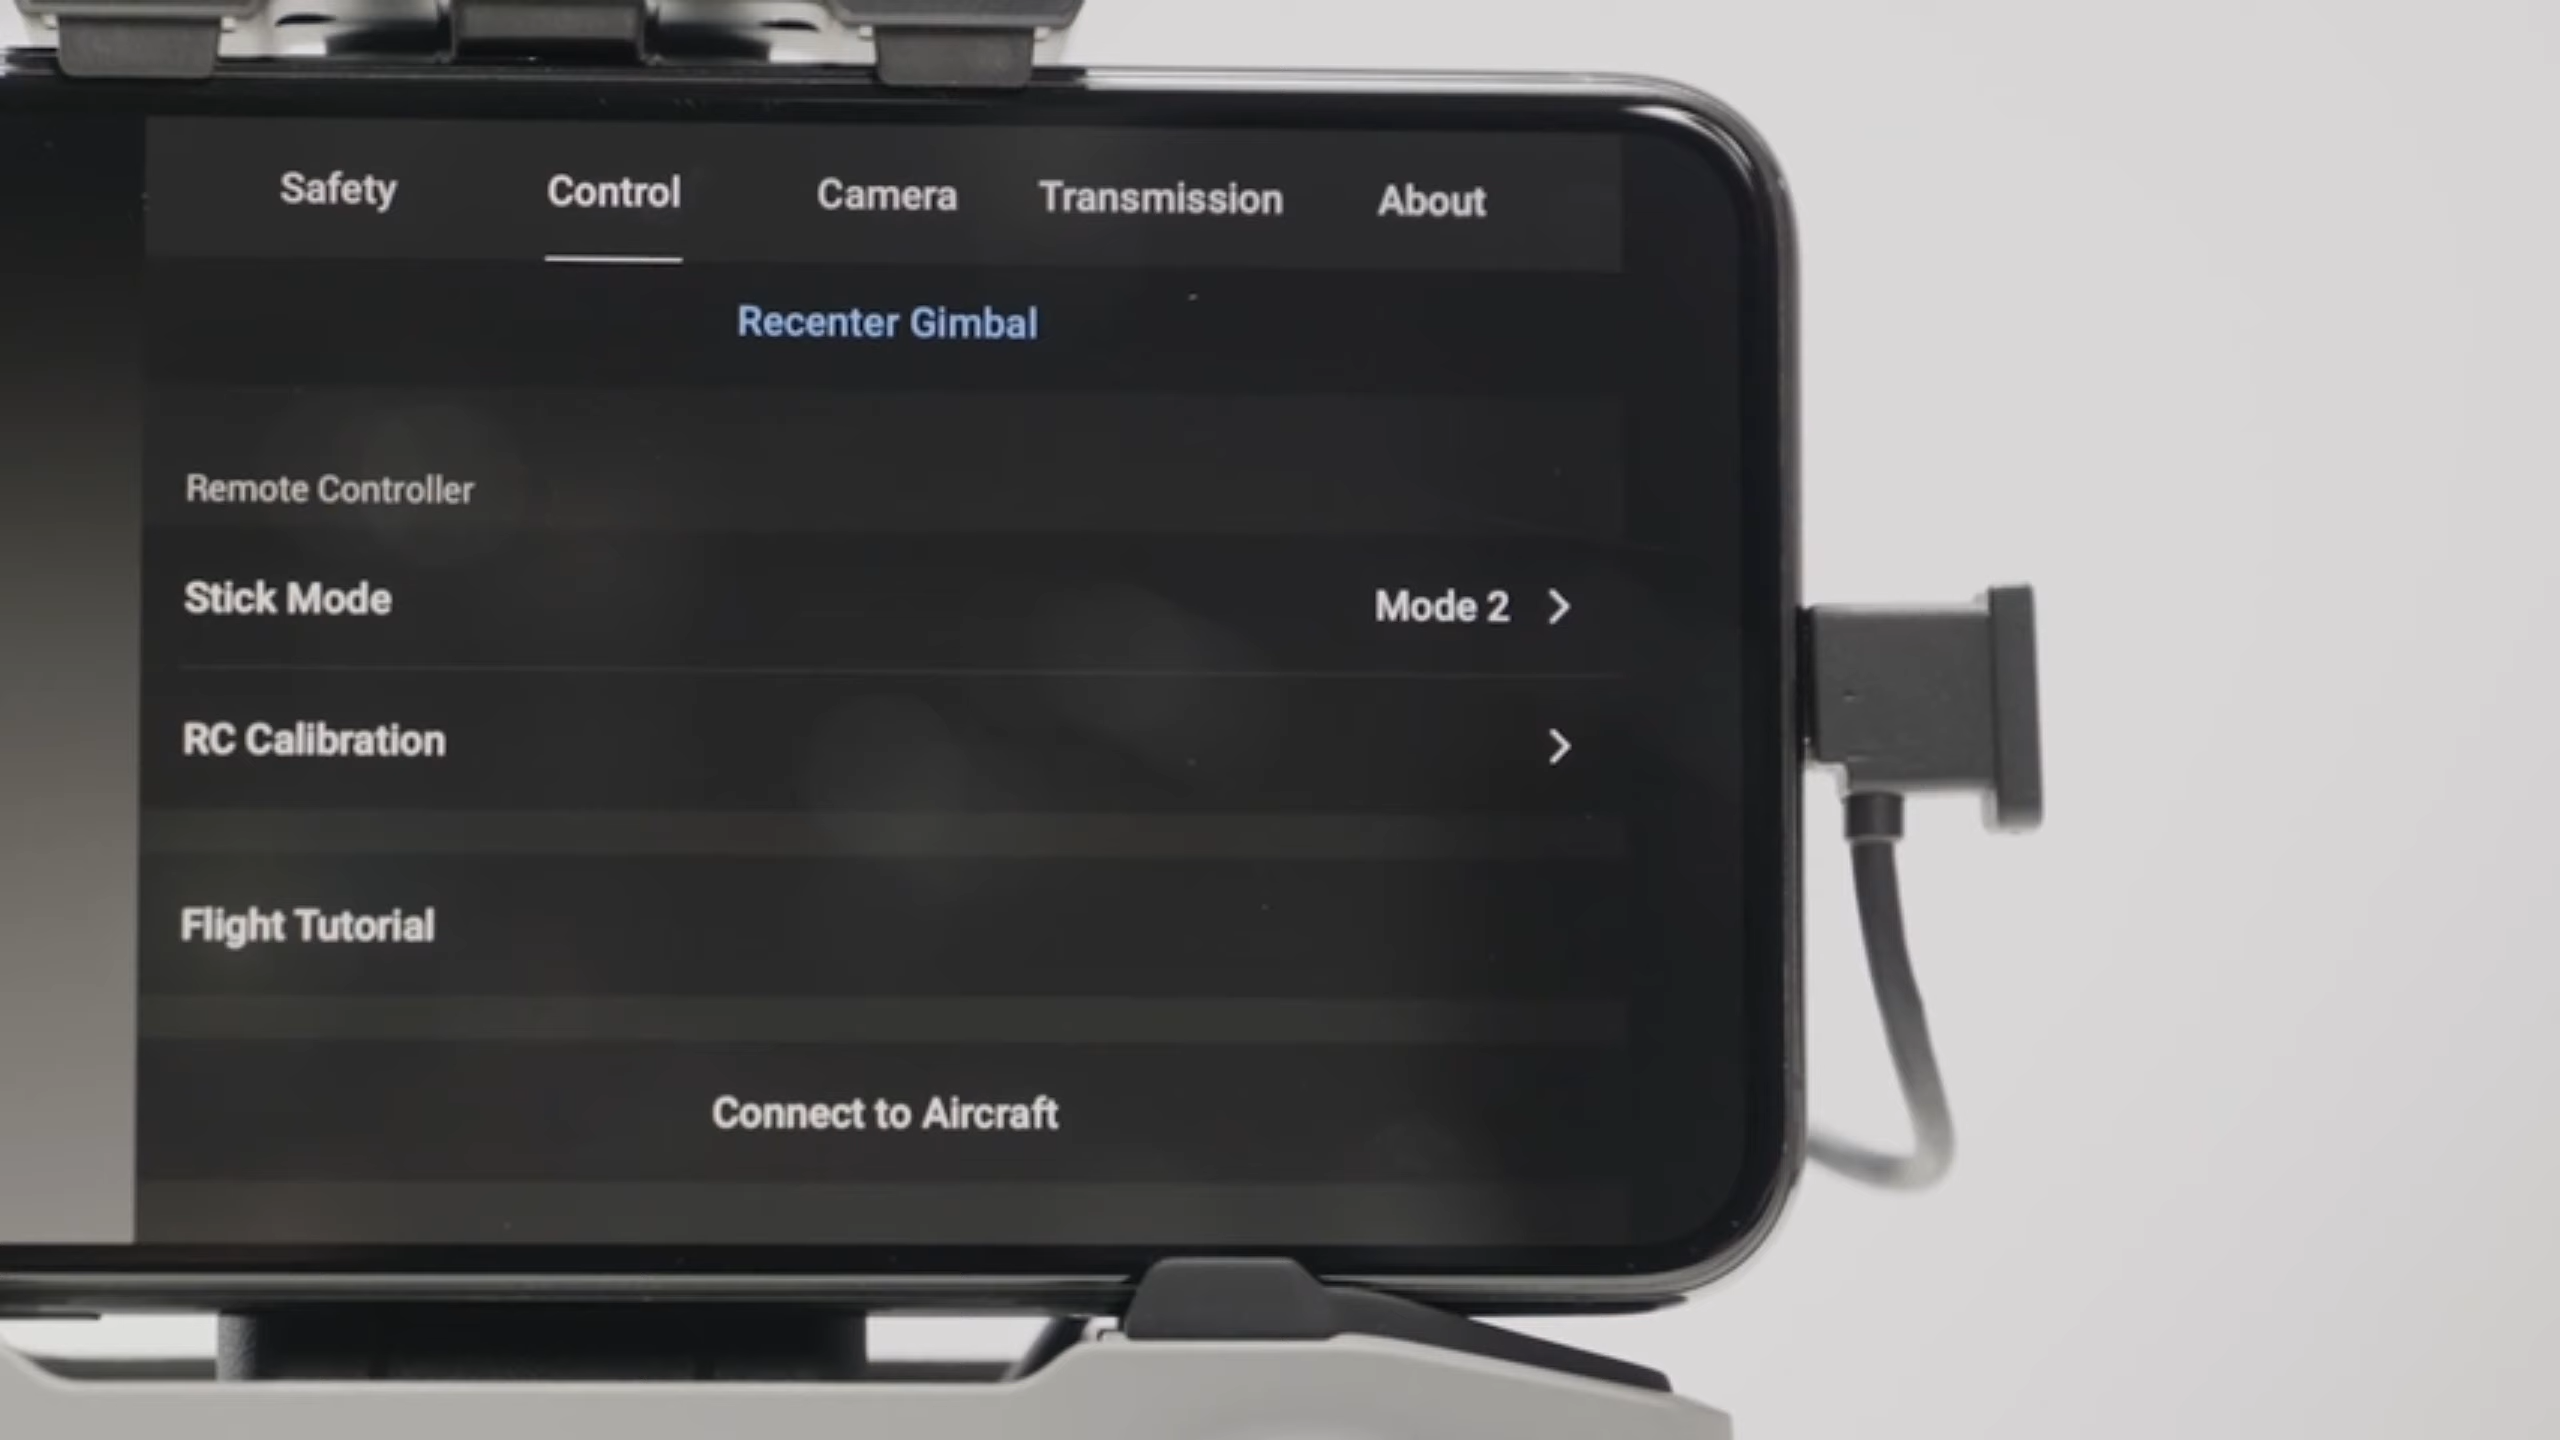 Safety Control Camera Transmission About
Recenter Gimbal
Remote Controller
Stick Mode Mode 2
RC Calibration
Flight Tutorial
Connect to Aircraft